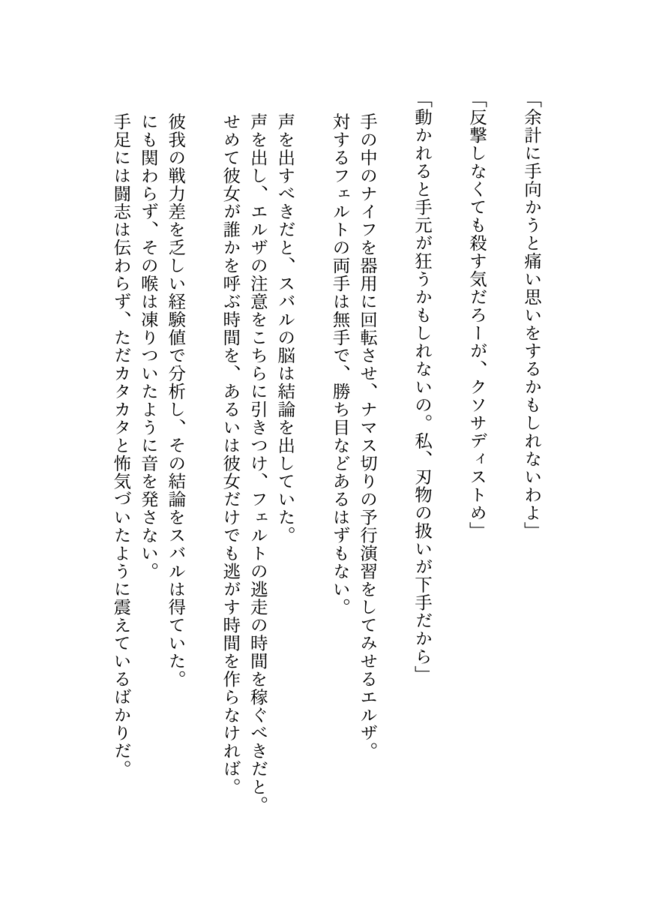 「余計に手向かうと痛い思いをするかもしれないわよ」
「反撃しなくても殺す気だろーが、クソサディストめ」
「動かれると手元が狂うかもしれないの。私、刃物の扱いが下手だから」
手の中のナイフを器用に回転させ、ナマス切りの予行演習をしてみせるエルザ。
対するフェルトの両手は無手で、勝ち目などあるはずもない。
声を出すべきだと、スバルの脳は結論を出していた。
声を出し、エルザの注意をこちらに引きつけ、フェルトの逃走の時間を稼ぐべきだと。
せめて彼女が誰かを呼ぶ時間を、あるいは彼女だけでも逃がす時間を作らなければ。
彼我の戦力差を乏しい経験値で分析し、その結論をスバルは得ていた。
にも関わらず、その喉は凍りついたように音を発さない。
手足には闘志は伝わらず、ただカタカタと怖気づいたように震えているばかりだ。